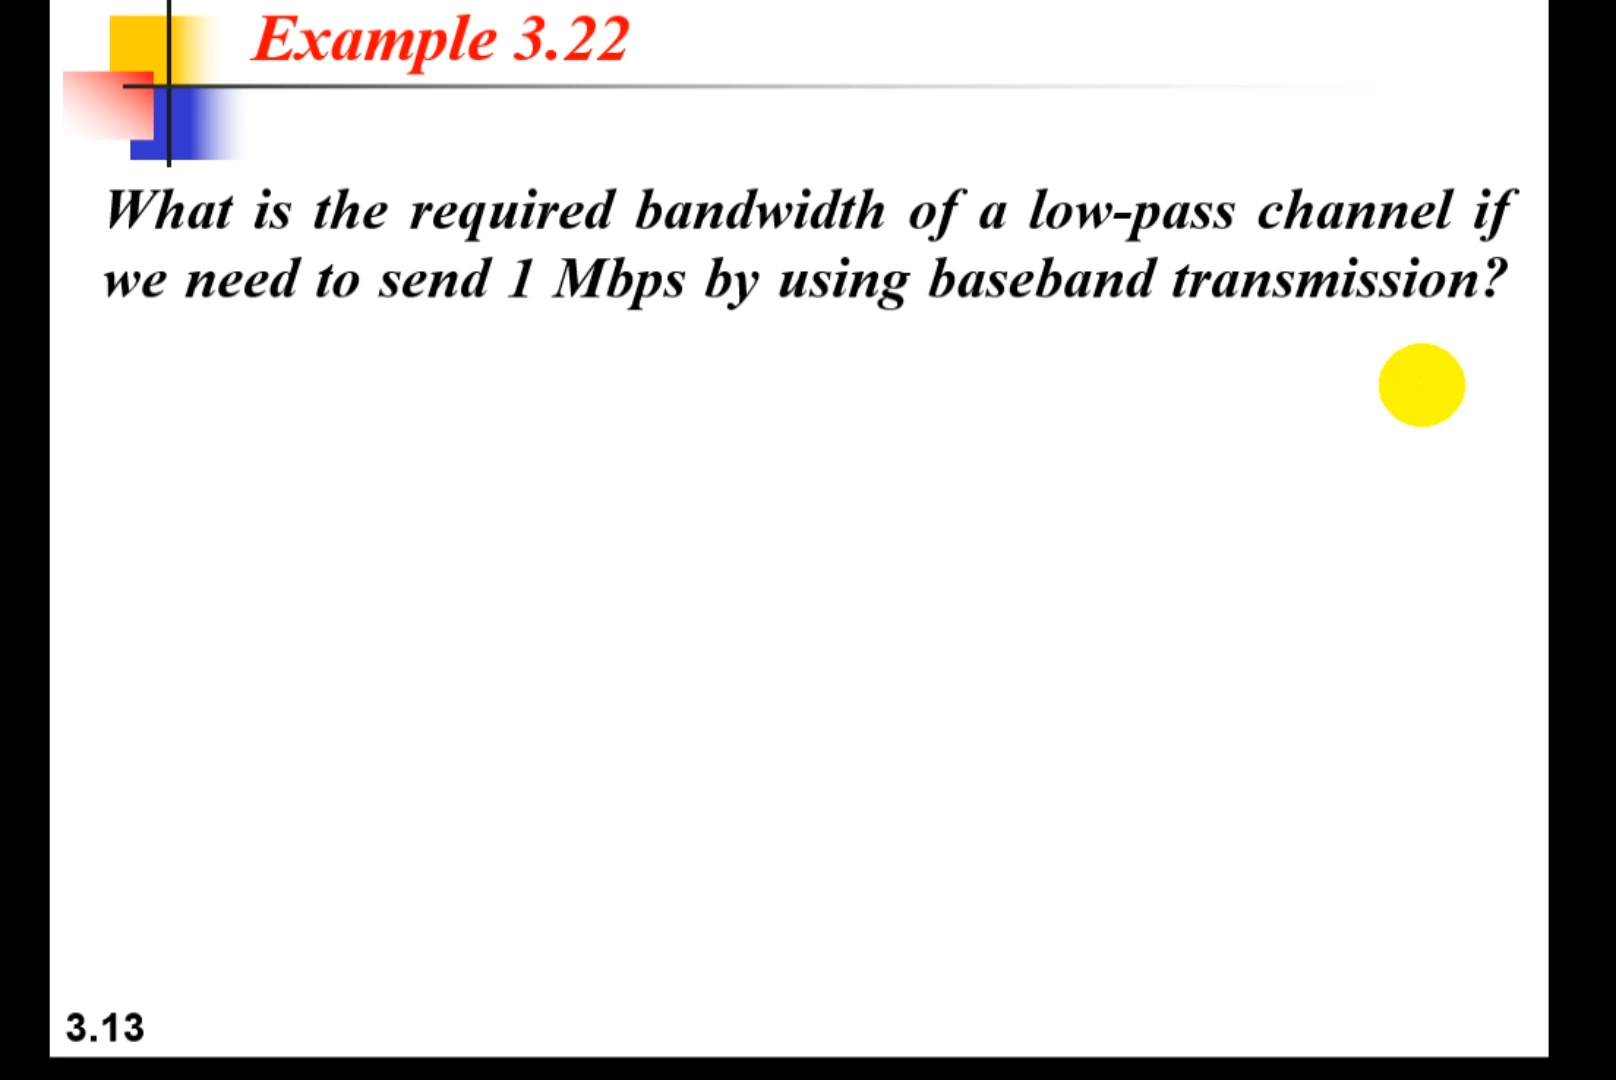 Example 3.22
What is the required bandwidth of a low-pass channel if
we need to send 1 Mbps by using baseband transmission?
3.13